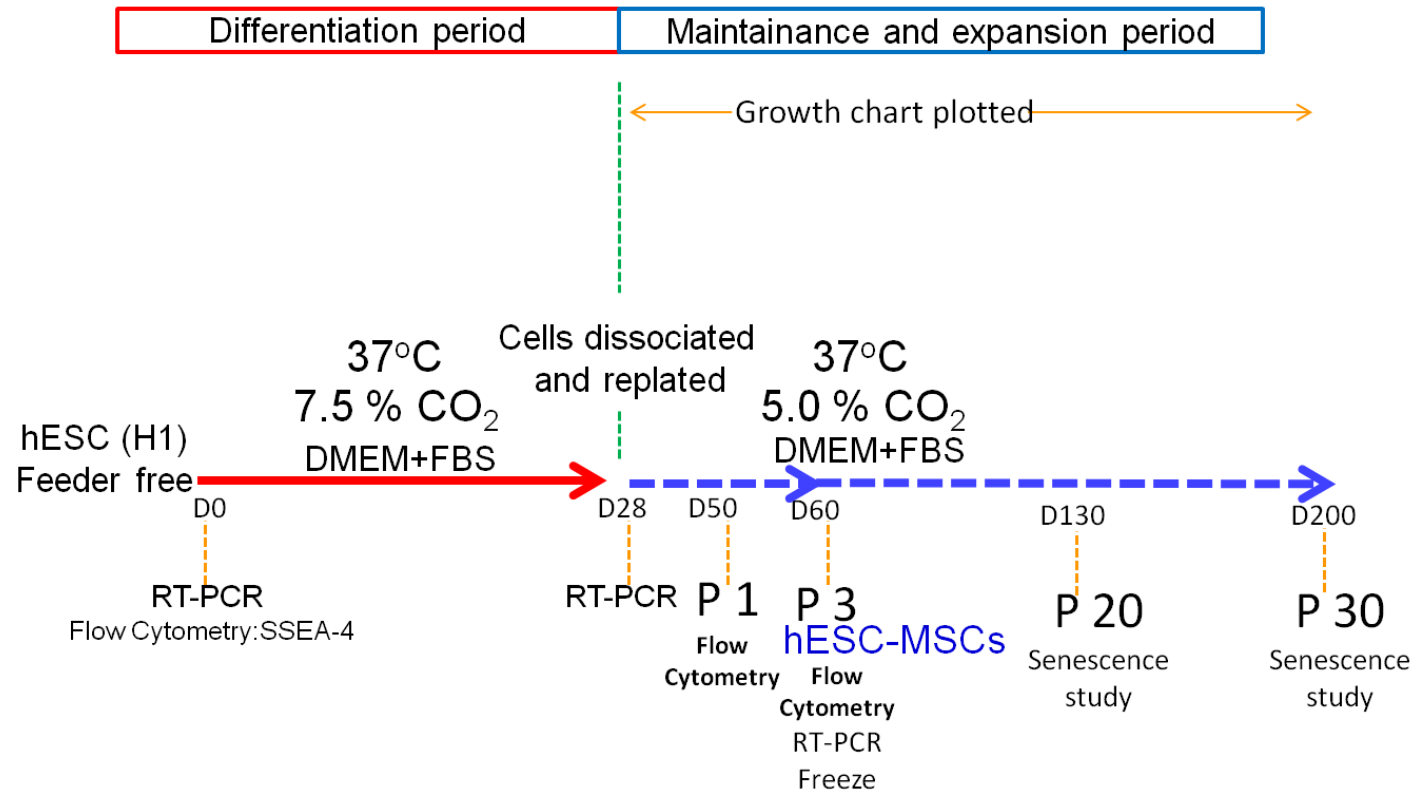 Differentiation period
Maintainance and expansion period
Growth chart plotted
Cells dissociated
and replated
37°C
7.5 % CO₂
DMEM+FBS
37°C
5.0 % CO₂
DMEM+FBS
hESC (H1)
Feeder free
D0
D28
D50
D60
D130
D200
RT-PCR
Flow Cytometry:SSEA-4
RT-PCR
P 1
Flow
Cytometry
P 3
hESC-MSCs
Flow
Cytometry
RT-PCR
Freeze
P 20
Senescence
study
P 30
Senescence
study